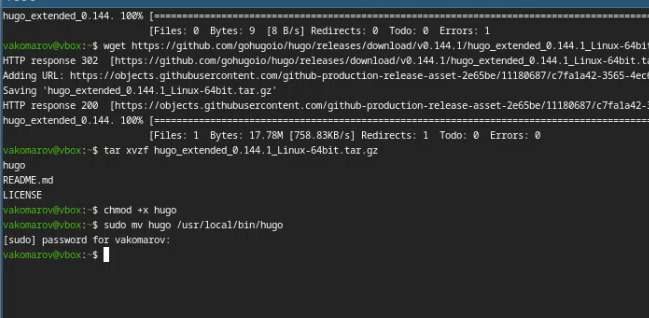 hugo_extended_0.144. 100% [==============================================================================
[Files: 0  Bytes: 9  [8 B/s] Redirects: 0  Todo: 0  Errors: 1
vakomarov@vbox:~$ wget https://github.com/gohugoio/hugo/releases/download/v0.144.1/hugo_extended_0.144.1_Linux-64bit
HTTP response 302  [https://github.com/gohugoio/hugo/releases/download/v0.144.1/hugo_extended_0.144.1_Linux-64bit.ta
Adding URL: https://objects.githubusercontent.com/github-production-release-asset-2e65be/11180687/c7fa1a42-3565-4ec6
Saving 'hugo_extended_0.144.1_Linux-64bit.tar.gz'
HTTP response 200  [https://objects.githubusercontent.com/github-production-release-asset-2e65be/11180687/c7fa1a42-3
hugo_extended_0.144. 100% [==============================================================================
[Files: 1  Bytes: 17.78M [758.83KB/s] Redirects: 1  Todo: 0  Errors: 0
vakomarov@vbox:~$ tar xvzf hugo_extended_0.144.1_Linux-64bit.tar.gz
hugo
README.md
LICENSE
vakomarov@vbox:~$ chmod +x hugo
vakomarov@vbox:~$ sudo mv hugo /usr/local/bin/hugo
[sudo] password for vakomarov:
vakomarov@vbox:~$